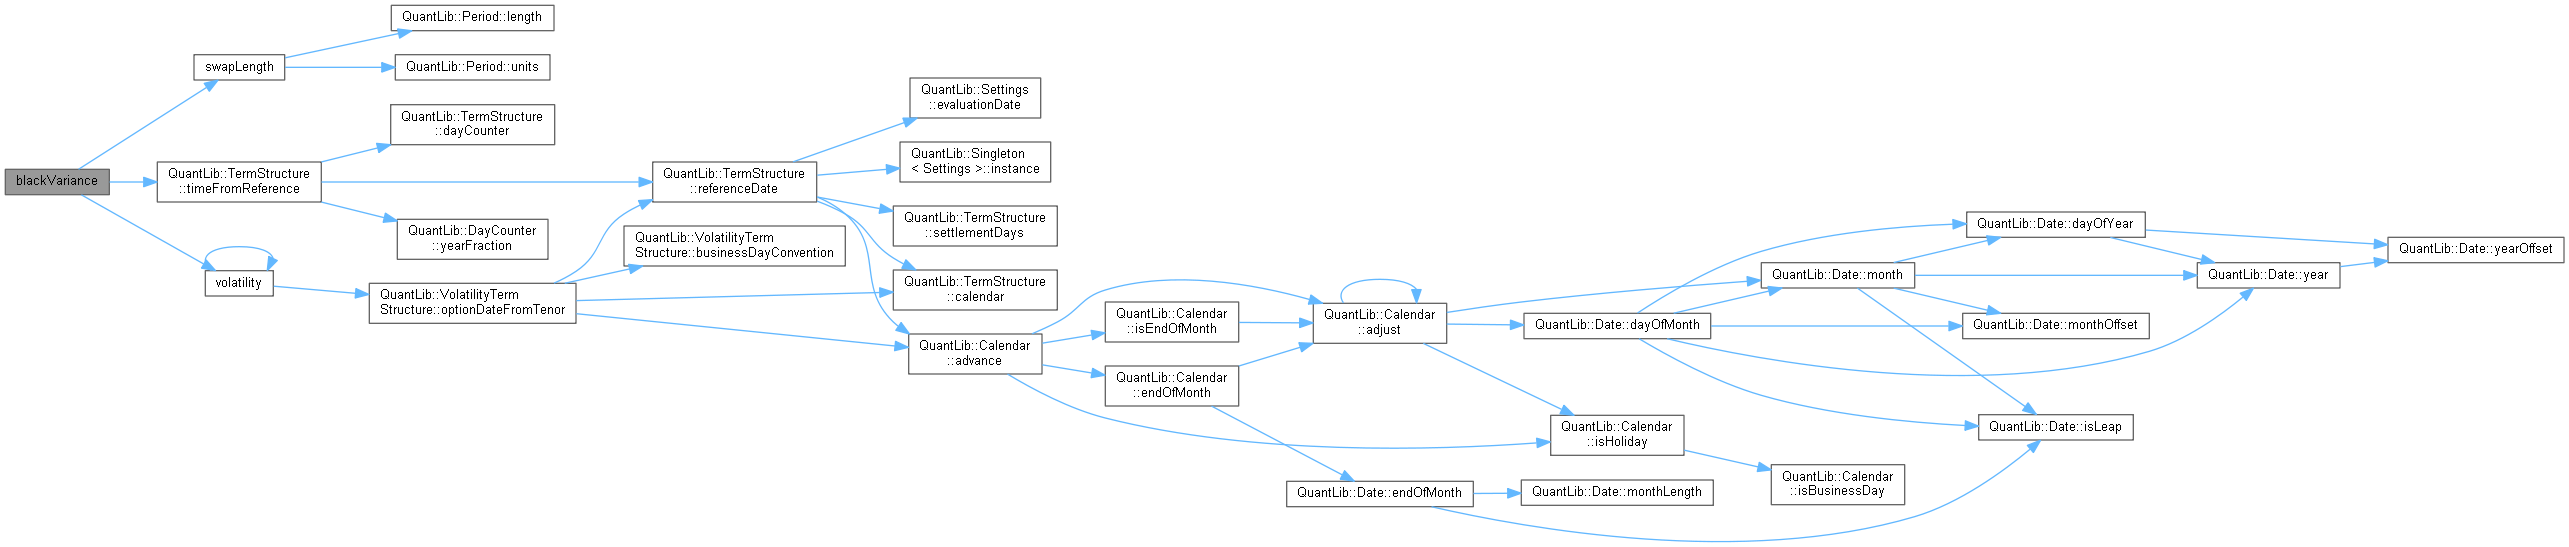 blackVariance
swapLength
QuantLib::Period::length
QuantLib::Period::units
QuantLib::TermStructure
::timeFromReference
QuantLib::TermStructure
::dayCounter
QuantLib::DayCounter
::yearFraction
volatility
QuantLib::VolatilityTerm
Structure::optionDateFromTenor
QuantLib::VolatilityTerm
Structure::businessDayConvention
QuantLib::TermStructure
::referenceDate
QuantLib::Settings
::evaluationDate
QuantLib::Singleton
< Settings >::instance
QuantLib::TermStructure
::settlementDays
QuantLib::TermStructure
::calendar
QuantLib::Calendar
::advance
QuantLib::Calendar
::isEndOfMonth
QuantLib::Calendar
::endOfMonth
QuantLib::Calendar
::adjust
QuantLib::Date::endOfMonth
QuantLib::Date::dayOfMonth
QuantLib::Calendar
::isHoliday
QuantLib::Date::monthLength
QuantLib::Date::month
QuantLib::Calendar
::isBusinessDay
QuantLib::Date::dayOfYear
QuantLib::Date::monthOffset
QuantLib::Date::isLeap
QuantLib::Date::year
QuantLib::Date::yearOffset